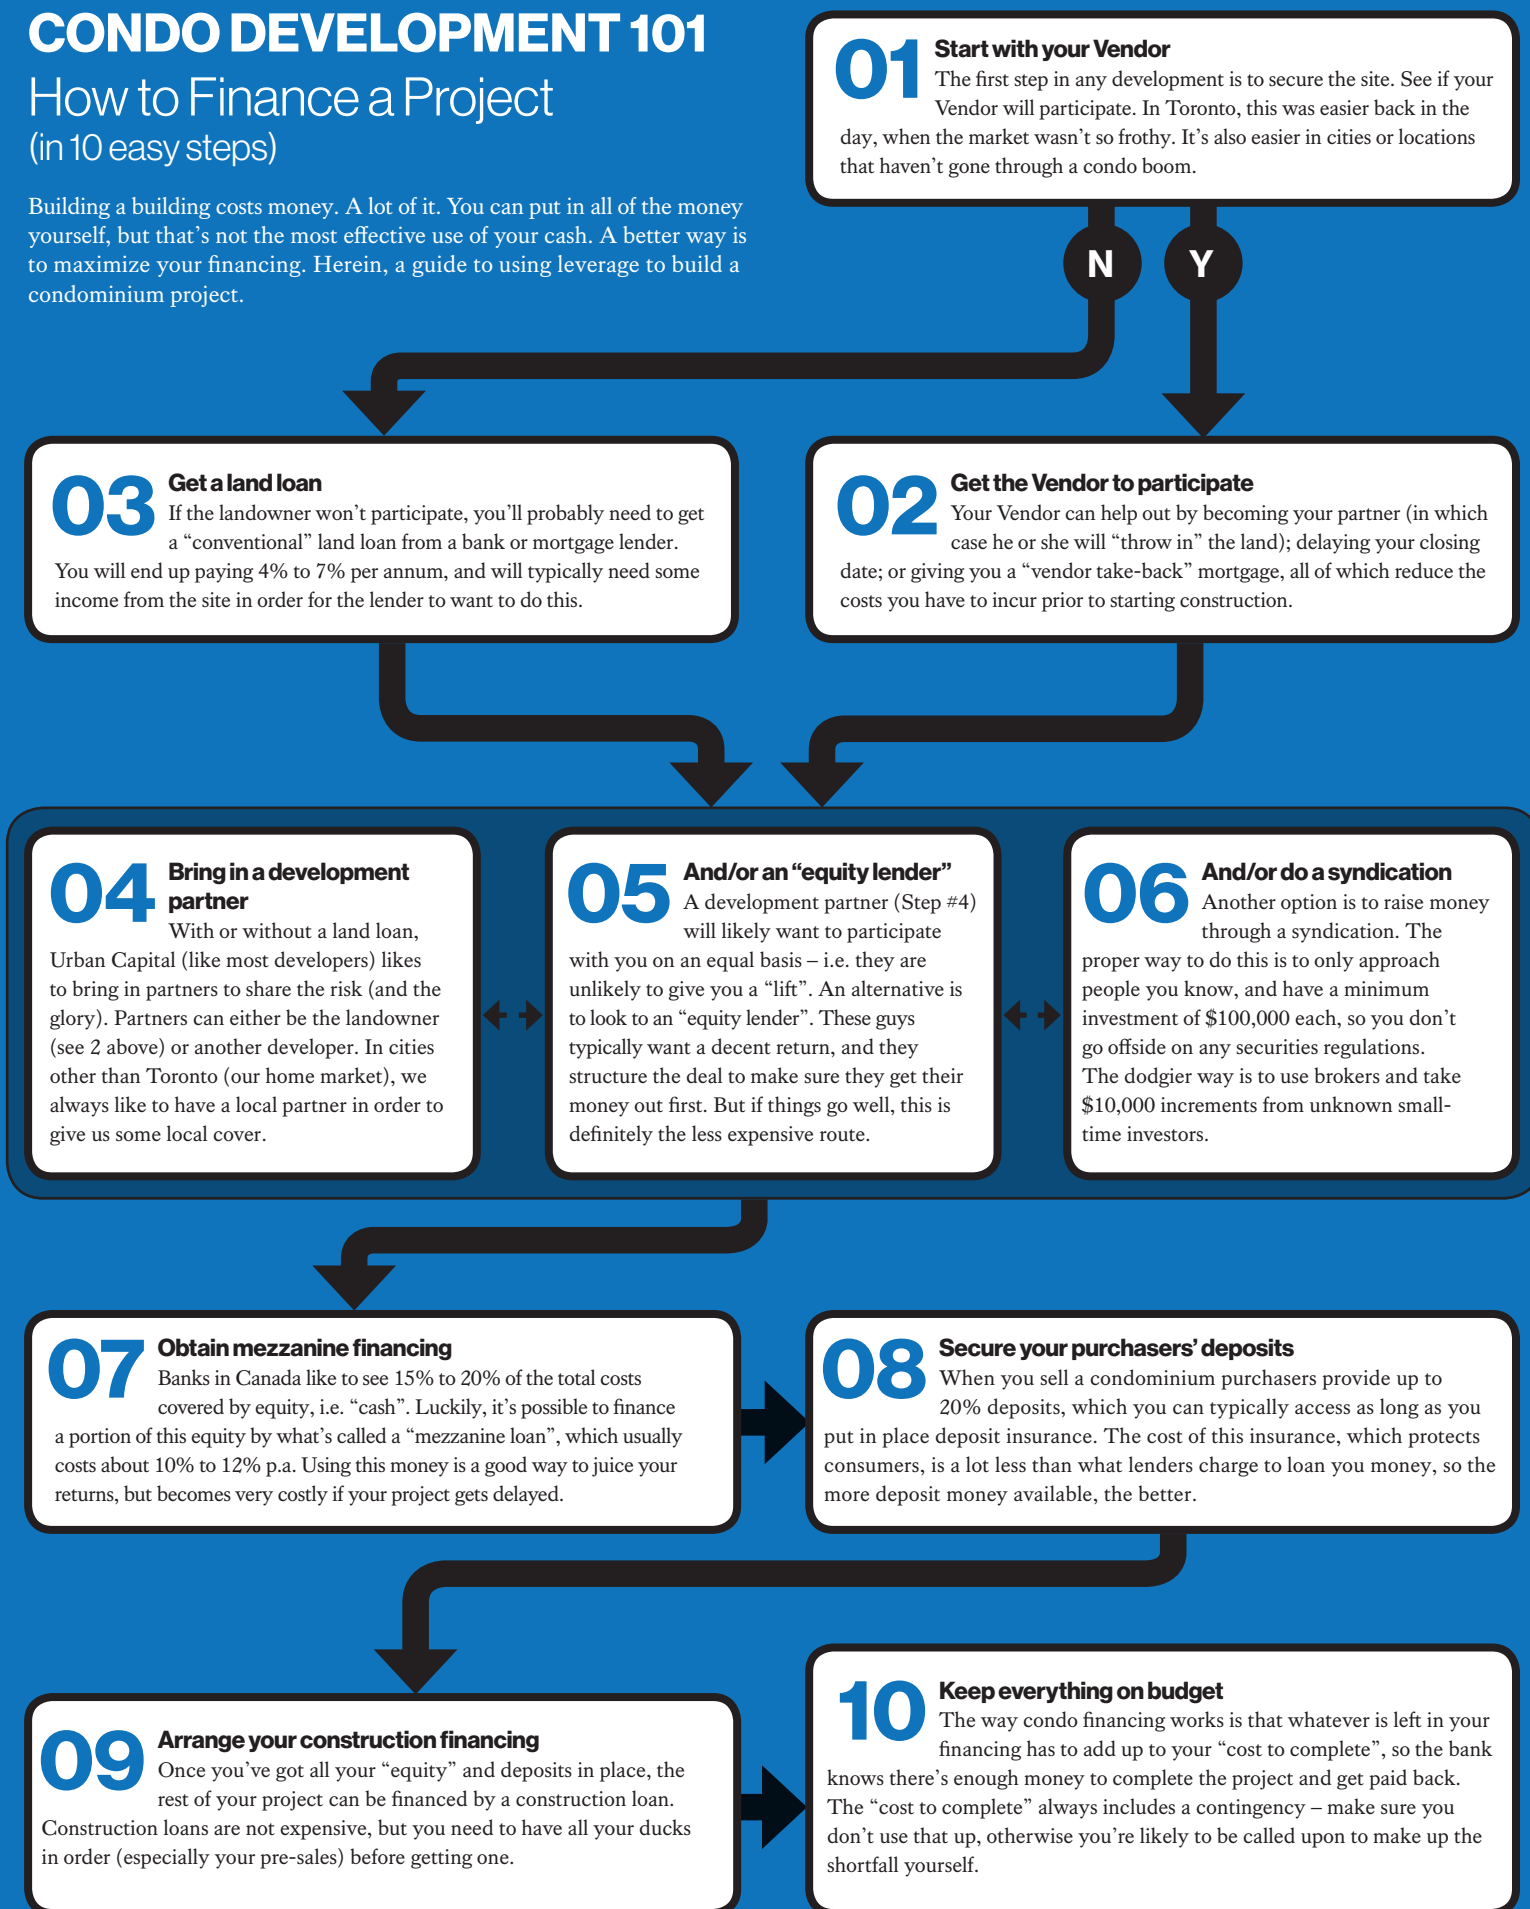 CONDO DEVELOPMENT 101
How to Finance a Project
(in 10 easy steps)
Building a building costs money. A lot of it. You can put in all of the money
yourself, but that’s not the most effective use of your cash. A better way is
to maximize your financing. Herein, a guide to using leverage to build a
condominium project.
01
Start with your Vendor
The first step in any development is to secure the site. See if your
Vendor will participate. In Toronto, this was easier back in the
day, when the market wasn’t so frothy. It’s also easier in cities or locations
that haven’t gone through a condo boom.
N
Y
03
Get a land loan
If the landowner won’t participate, you’ll probably need to get
a “conventional” land loan from a bank or mortgage lender.
You will end up paying 4% to 7% per annum, and will typically need some
income from the site in order for the lender to want to do this.
02
Get the Vendor to participate
Your Vendor can help out by becoming your partner (in which
case he or she will “throw in” the land); delaying your closing
date; or giving you a “vendor take-back” mortgage, all of which reduce the
costs you have to incur prior to starting construction.
04
Bring in a development
partner
With or without a land loan,
Urban Capital (like most developers) likes
to bring in partners to share the risk (and the
glory). Partners can either be the landowner
(see 2 above) or another developer. In cities
other than Toronto (our home market), we
always like to have a local partner in order to
give us some local cover.
05
And/or an “equity lender”
A development partner (Step #4)
will likely want to participate
with you on an equal basis – i.e. they are
unlikely to give you a “lift”. An alternative is
to look to an “equity lender”. These guys
typically want a decent return, and they
structure the deal to make sure they get their
money out first. But if things go well, this is
definitely the less expensive route.
06
And/or do a syndication
Another option is to raise money
through a syndication. The
proper way to do this is to only approach
people you know, and have a minimum
investment of $100,000 each, so you don’t
go offside on any securities regulations.
The dodgier way is to use brokers and take
$10,000 increments from unknown small-
time investors.
07
Obtain mezzanine financing
Banks in Canada like to see 15% to 20% of the total costs
covered by equity, i.e. “cash”. Luckily, it’s possible to finance
a portion of this equity by what’s called a “mezzanine loan”, which usually
costs about 10% to 12% p.a. Using this money is a good way to juice your
returns, but becomes very costly if your project gets delayed.
08
Secure your purchasers’ deposits
When you sell a condominium purchasers provide up to
20% deposits, which you can typically access as long as you
put in place deposit insurance. The cost of this insurance, which protects
consumers, is a lot less than what lenders charge to loan you money, so the
more deposit money available, the better.
09
Arrange your construction financing
Once you’ve got all your “equity” and deposits in place, the
rest of your project can be financed by a construction loan.
Construction loans are not expensive, but you need to have all your ducks
in order (especially your pre-sales) before getting one.
10
Keep everything on budget
The way condo financing works is that whatever is left in your
financing has to add up to your “cost to complete”, so the bank
knows there’s enough money to complete the project and get paid back.
The “cost to complete” always includes a contingency – make sure you
don’t use that up, otherwise you’re likely to be called upon to make up the
shortfall yourself.